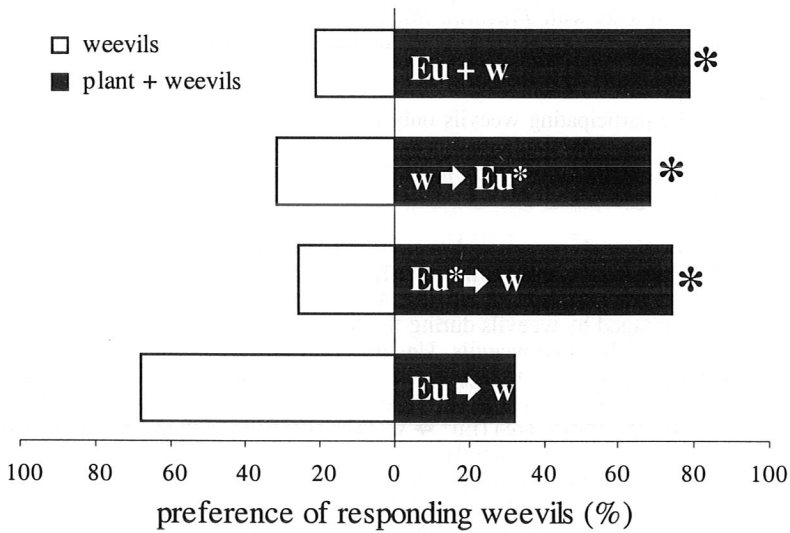 weevils
plant + weevils
Eu + w
*
w ➡ Eu*
*
Eu* ➡ w
*
Eu ➡ w
100 80 60 40 20 0 20 40 60 80 100
preference of responding weevils (%)